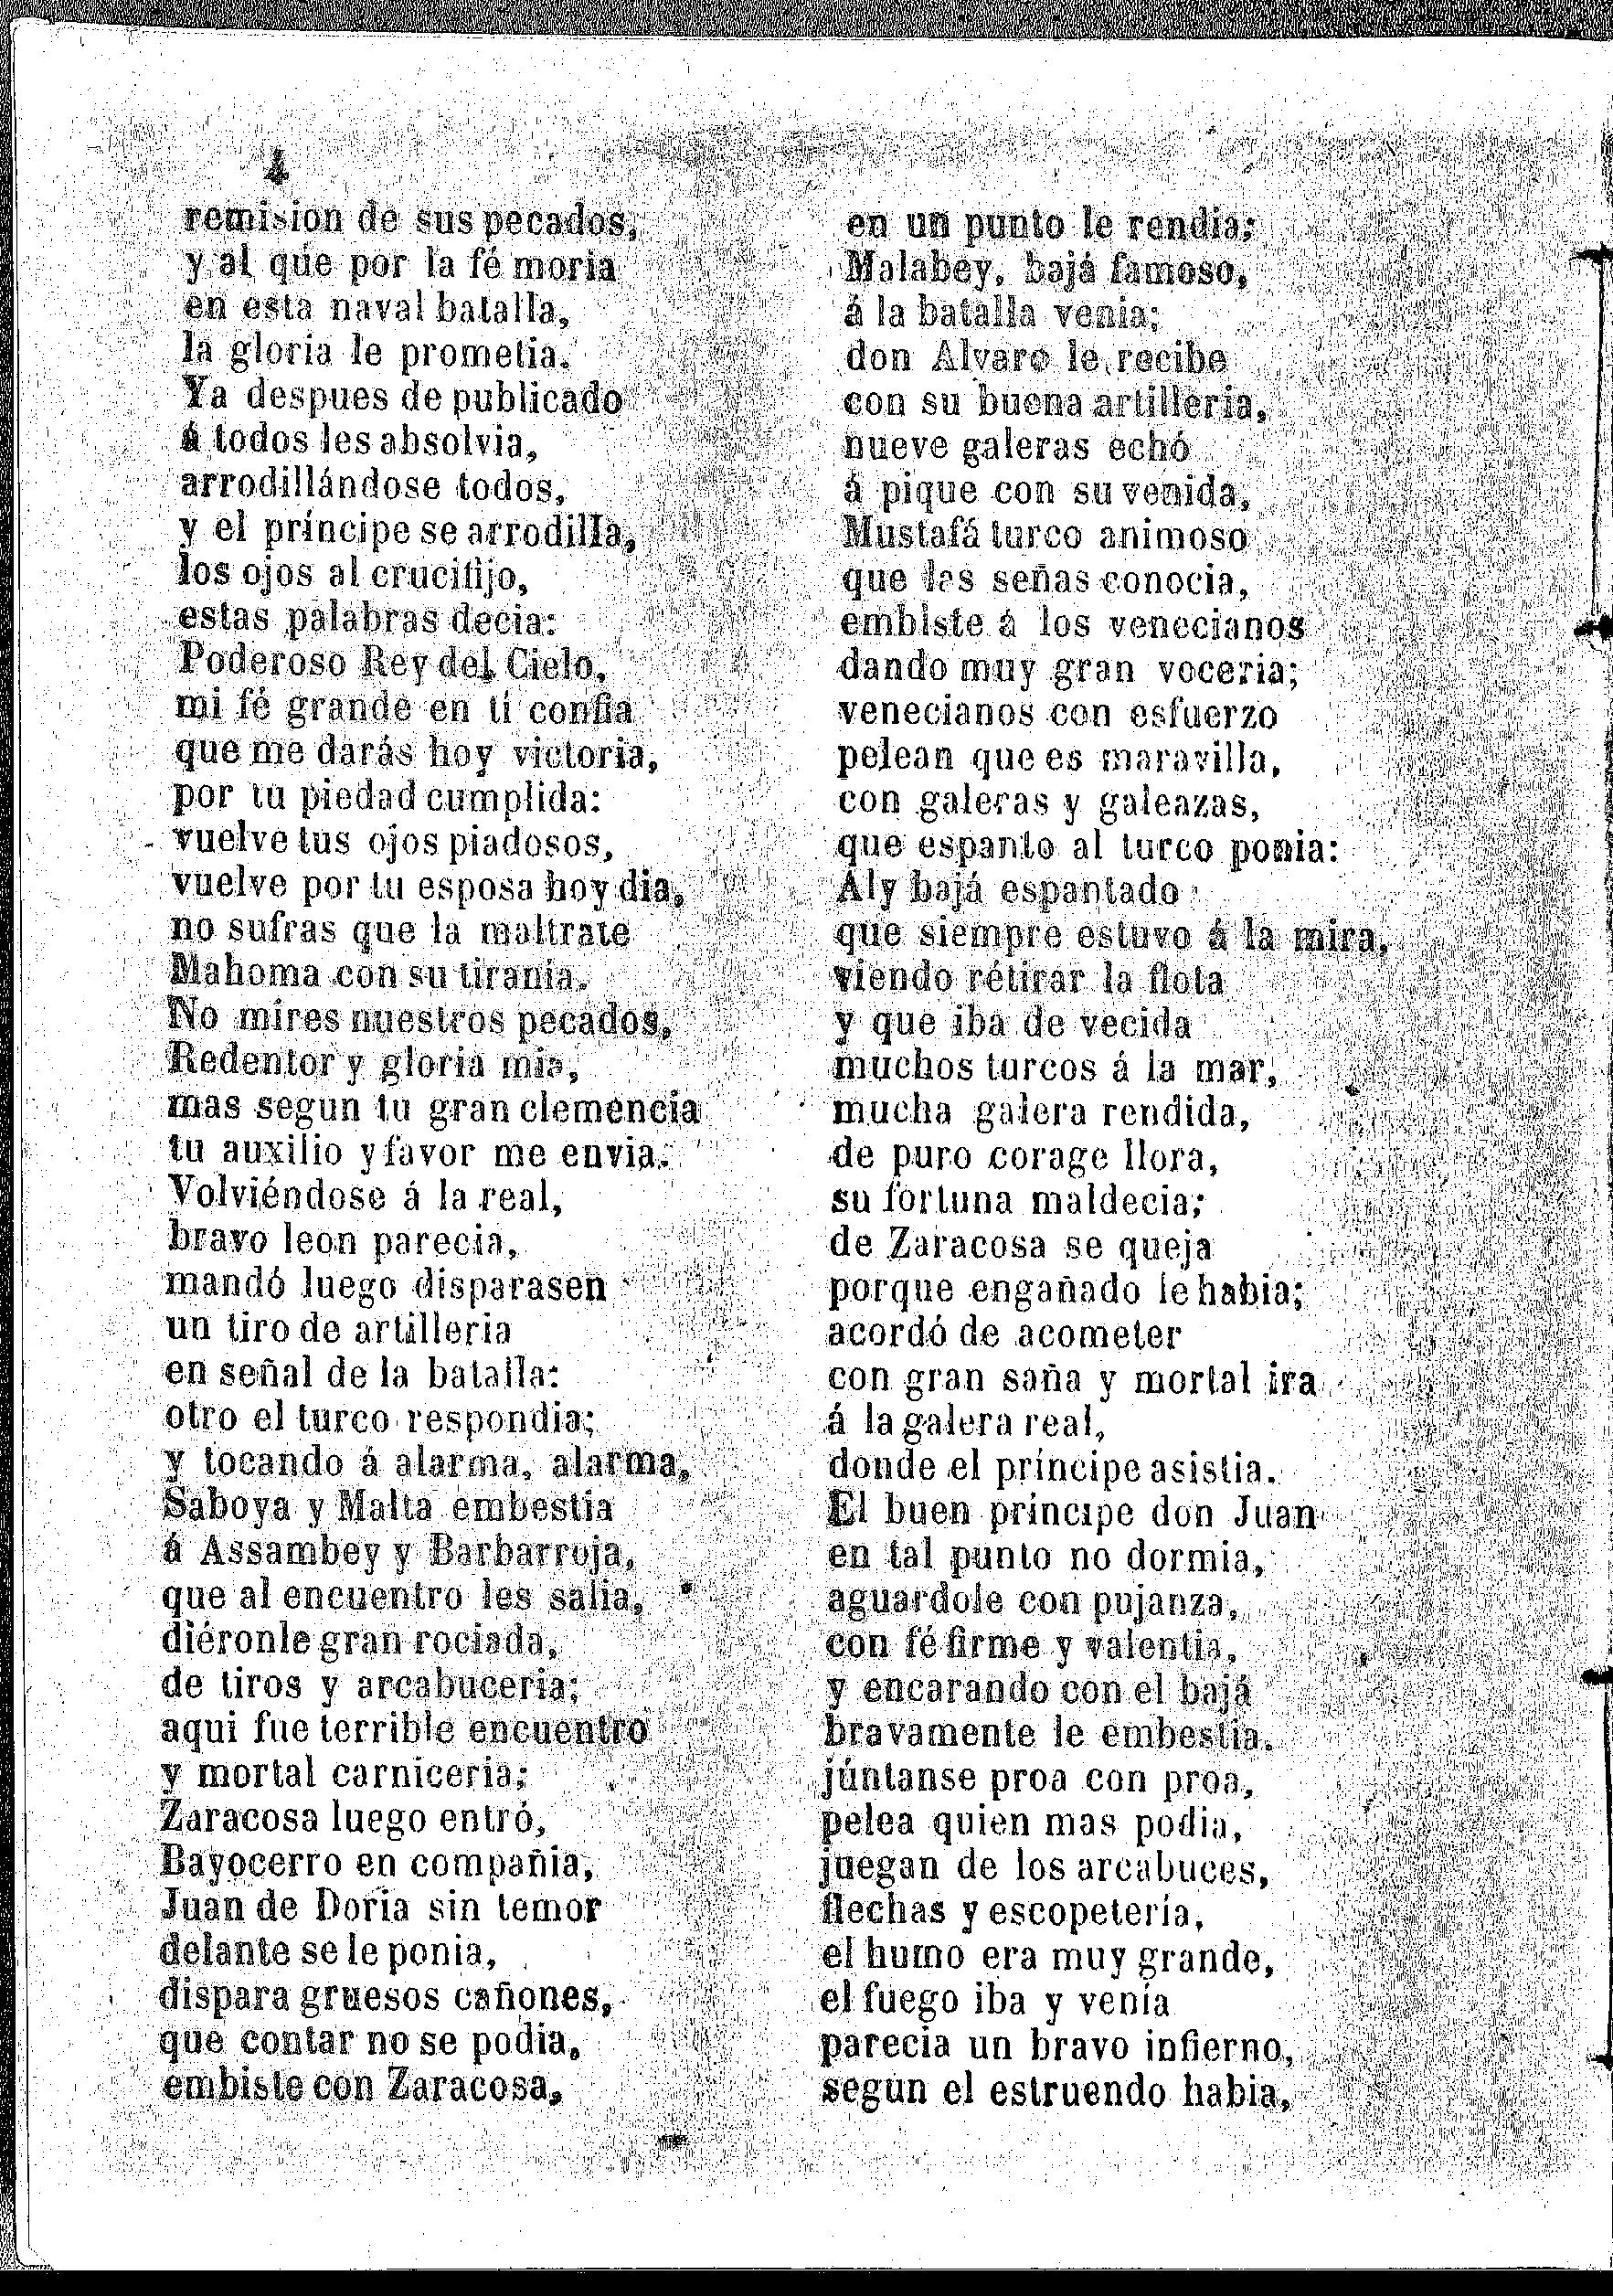 4
remision de sus pecados,
y al que por la fé moria
en esta naval batalla,
la gloria le prometia.
Ya despues de publicado
á todos les absolvia,
arrodillándose todos,
y el príncipe se arrodilla,
los ojos al crucifijo,
estas palabras decia:
Poderoso Rey del Cielo,
mi fé grande en tí confia
que me darás hoy victoria,
por tu piedad cumplida:
vuelve tus ojos piadosos,
vuelve por tu esposa hoy dia,
no sufras que la maltrate
Mahoma con su tirania.
No mires nuestros pecados,
Redentor y gloria mia,
mas segun tu gran clemencia
tu auxilio y favor me envia.
Volviéndose á la real,
bravo leon parecia,
mandó luego disparasen
un tiro de artilleria
en señal de la batalla:
otro el turco respondia;
y tocando á alarma, alarma,
Saboya y Malta embestia
á Assambey y Barbarroja,
que al encuentro les salia,
diéronle gran rociada,
de tiros y arcabuceria;
aqui fue terrible encuentro
y mortal carniceria;
Zaracosa luego entró,
Bayocerro en compañia,
Juan de Doria sin temor
delante se le ponia,
dispara gruesos cañones,
que contar no se podia,
embiste con Zaracosa,
en un punto le rendia;
Malabey, bajá famoso,
á la batalla venia;
don Alvaro le recibe
con su buena artilleria,
nueve galeras echó
á pique con su venida,
Mustafá turco animoso
que las señas conocia,
embiste á los venecianos
dando muy gran voceria;
venecianos con esfuerzo
pelean que es maravilla,
con galeras y galeazas,
que espanto al turco ponia:
Aly bajá espantado
que siempre estuvo á la mira,
viendo rétirar la flota
y que iba de vecida
muchos turcos á la mar,
mucha galera rendida,
de puro corage llora,
su fortuna maldecia;
de Zaracosa se queja
porque engañado le habia;
acordó de acometer
con gran saña y mortal ira
á la galera real,
donde el príncipe asistia.
El buen príncipe don Juan
en tal punto no dormia,
aguardole con pujanza,
con fé firme y valentia,
y encarando con el bajá
bravamente le embestia.
júntanse proa con proa,
pelea quien mas podia,
juegan de los arcabuces,
flechas y escopetería,
el humo era muy grande,
el fuego iba y venía
parecia un bravo infierno,
segun el estruendo habia,